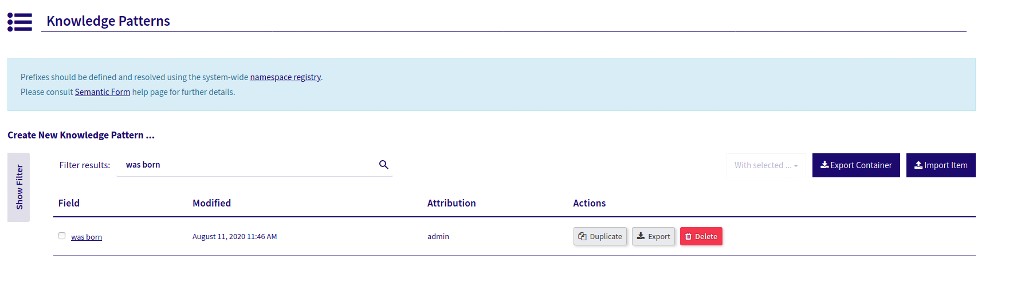 Knowledge Patterns
Prefixes should be defined and resolved using the system-wide namespace registry.
Please consult Semantic Form help page for further details.
Create New Knowledge Pattern ...
Show Filter
Filter results: was born
With selected ...
Export Container
Import Item
Field Modified Attribution Actions
was born August 11, 2020 11:46 AM admin Duplicate Export Delete